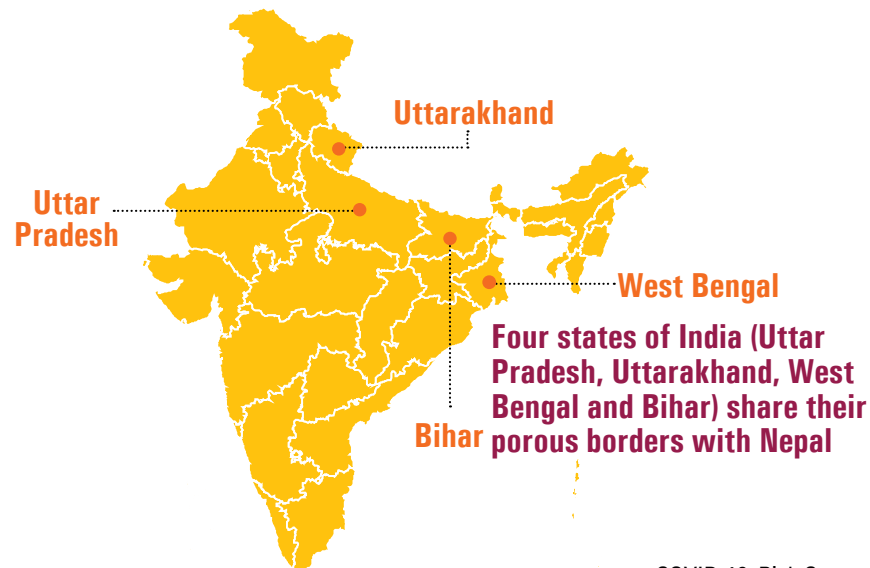 Uttarakhand
Uttar
Pradesh
West Bengal
Four states of India (Uttar
Pradesh, Uttarakhand, West
Bengal and Bihar) share their
porous borders with Nepal
Bihar